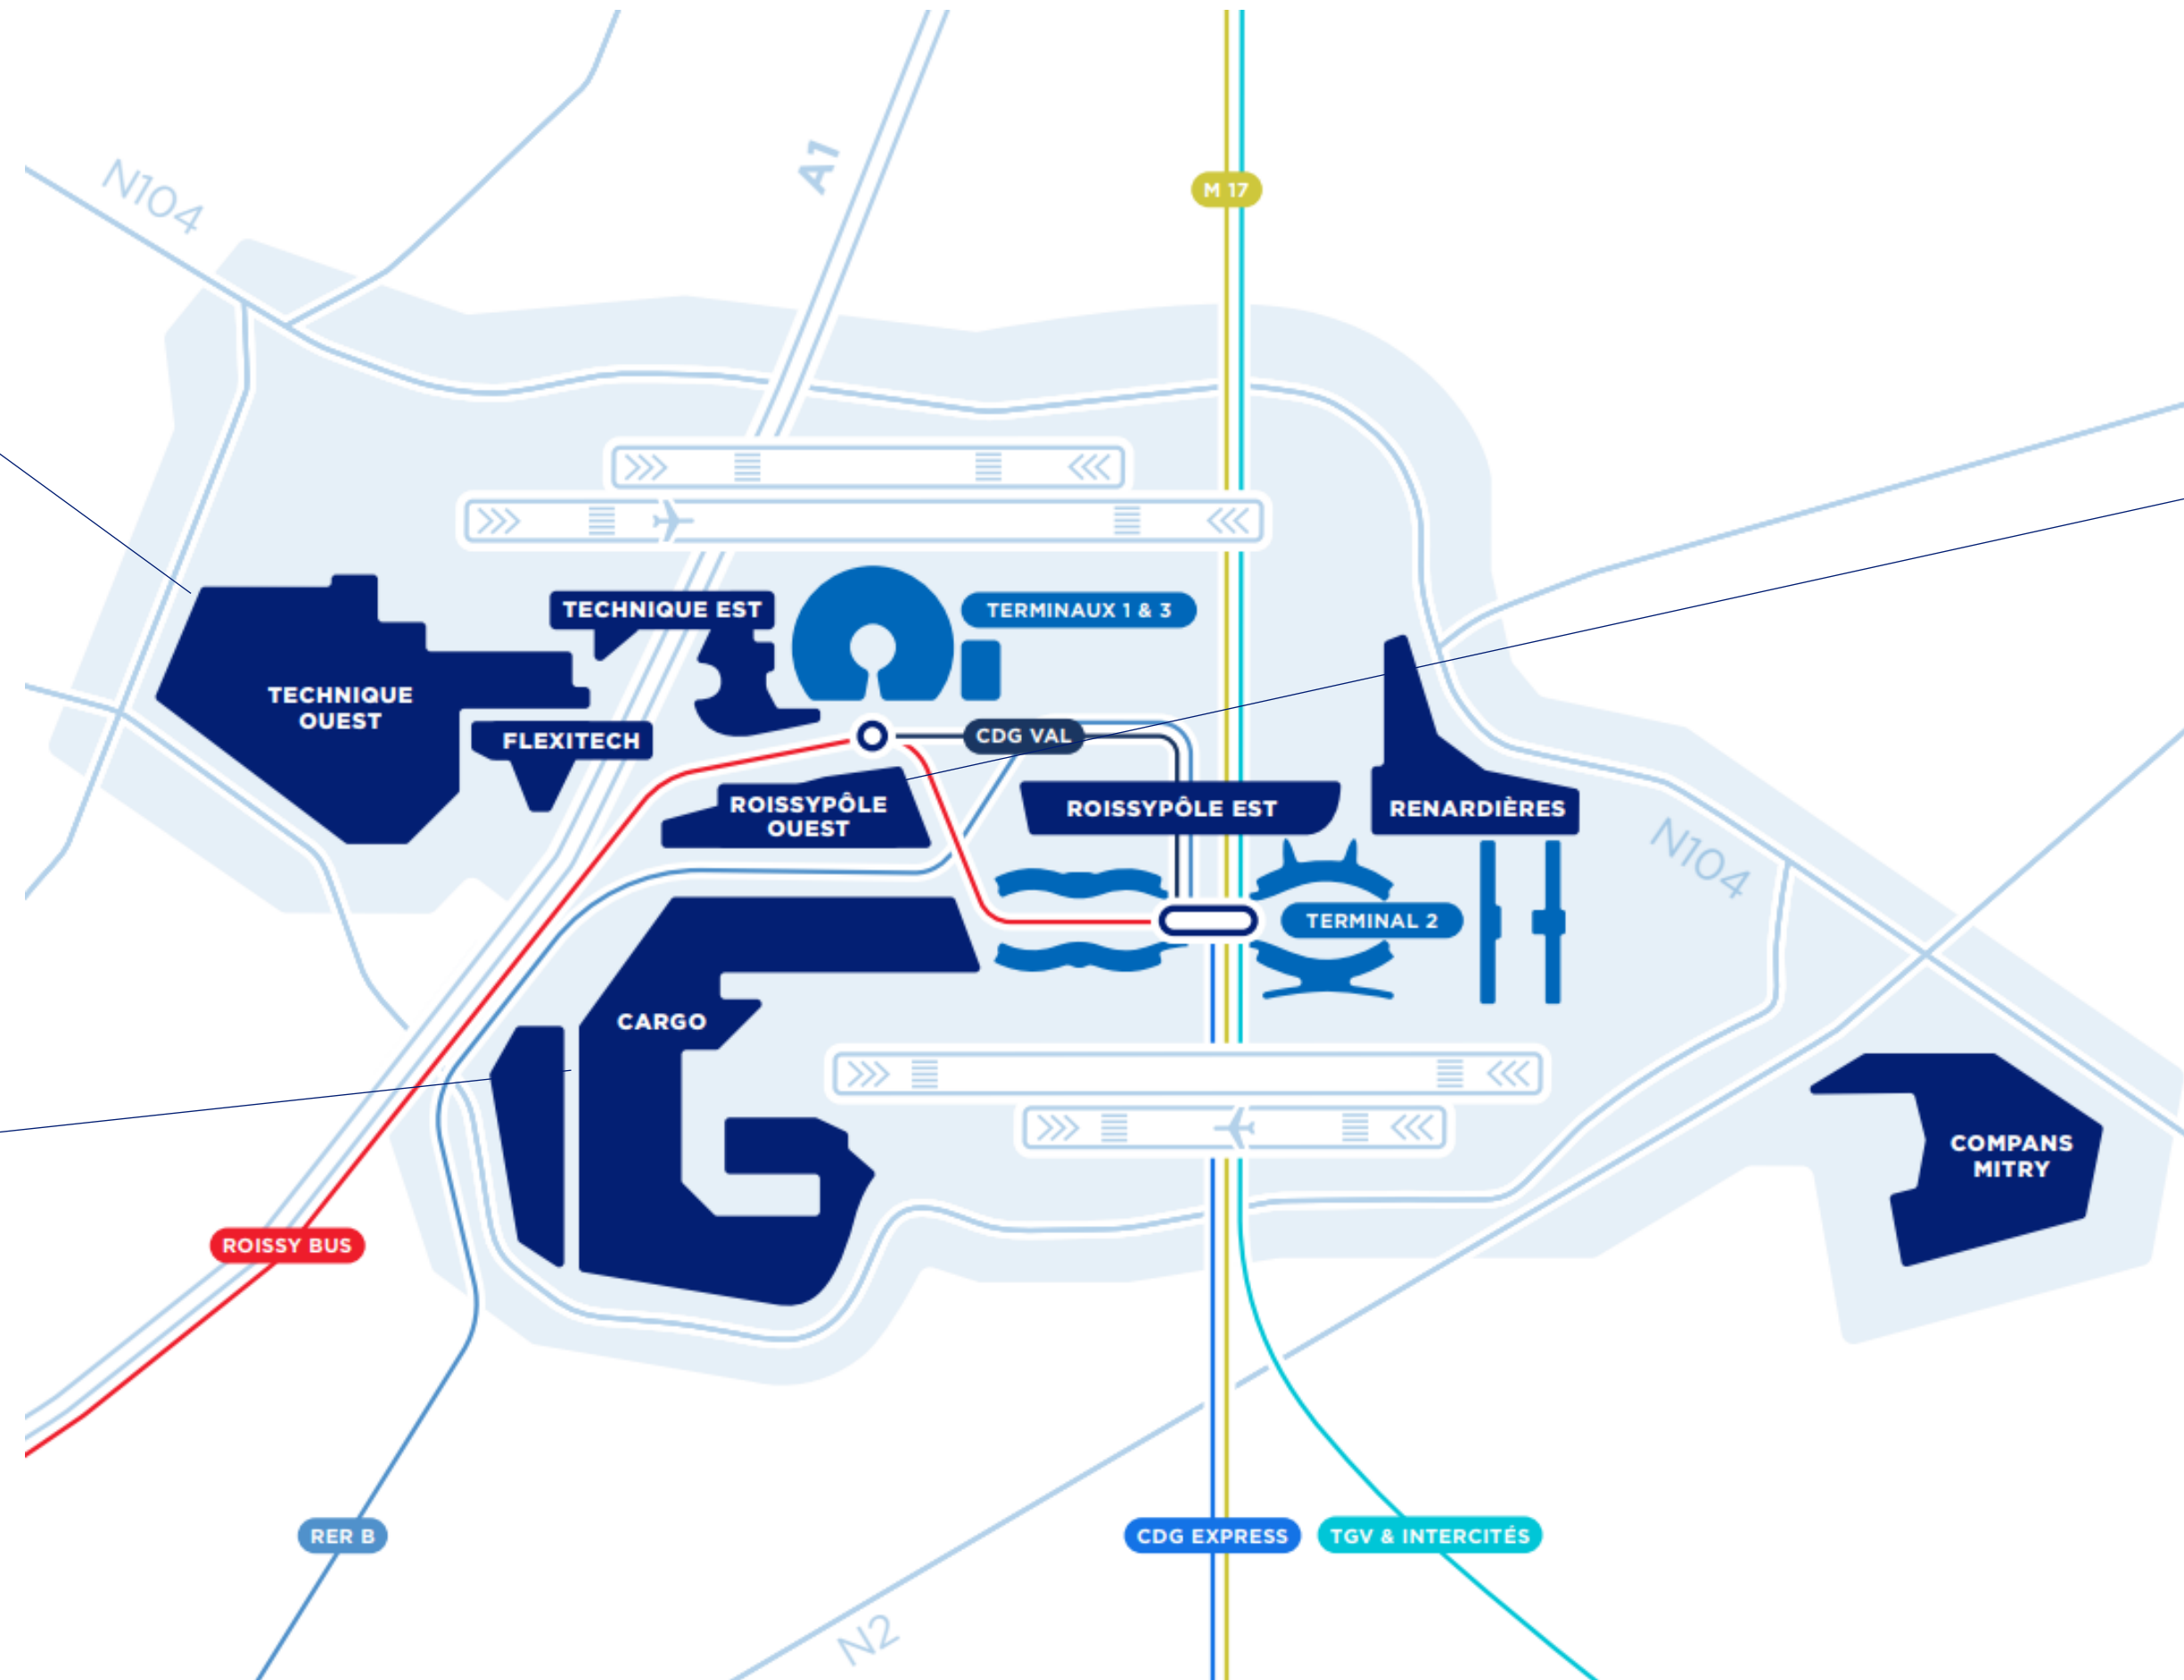 N104
A1
M 17
TECHNIQUE EST
TERMINAUX 1 & 3
TECHNIQUE
OUEST
FLEXITECH
CDG VAL
ROISSYPÔLE
OUEST
ROISSYPÔLE EST
RENARDIÈRES
N104
TERMINAL 2
CARGO
COMPANS
MITRY
ROISSY BUS
RER B
CDG EXPRESS
TGV & INTERCITÉS
N2